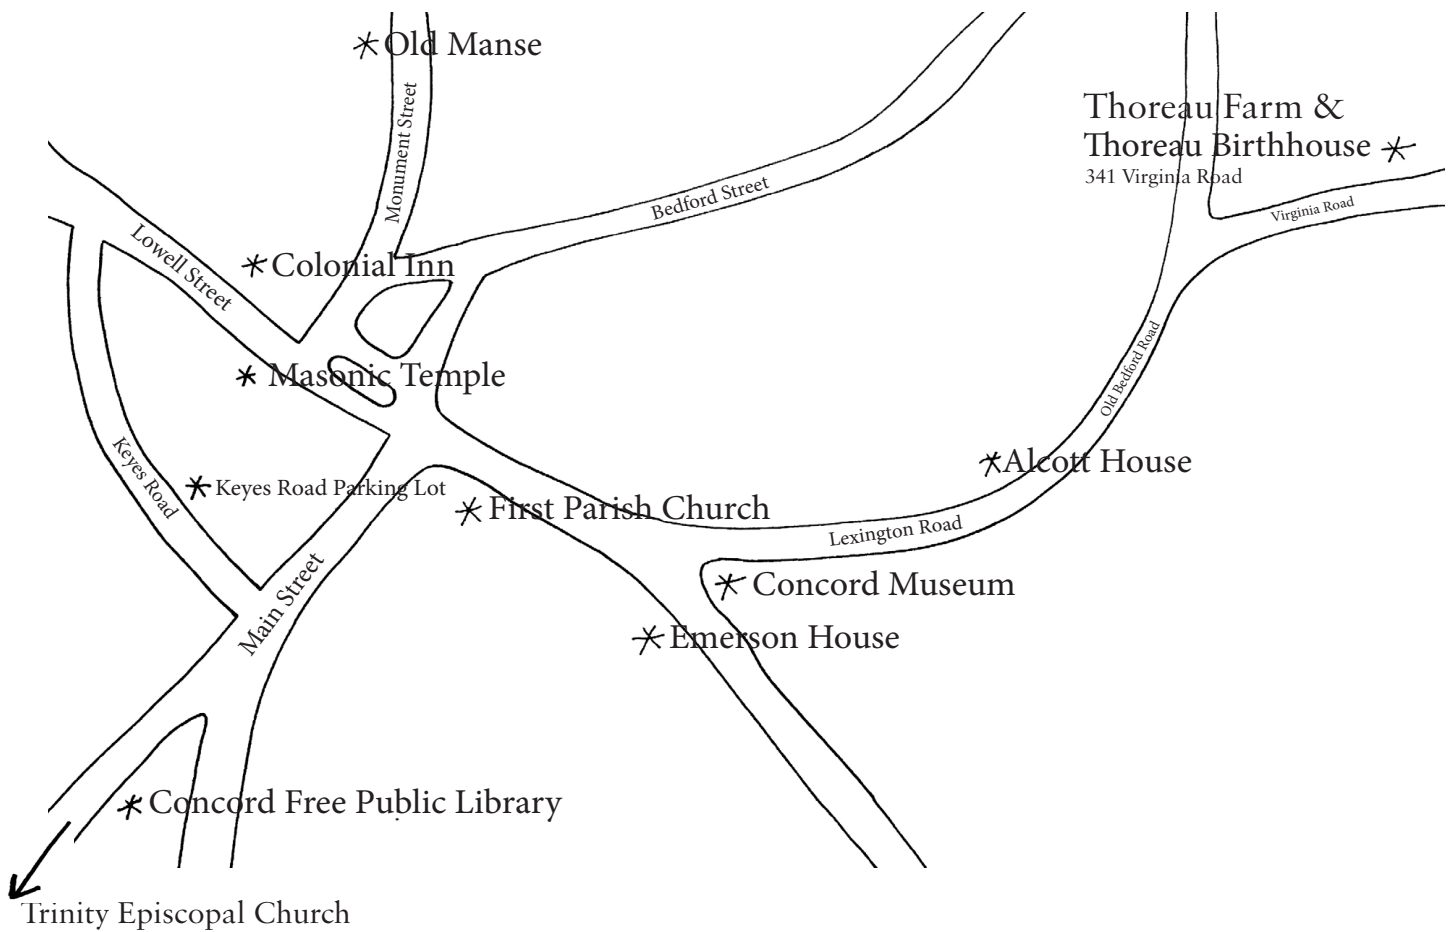 Old Manse
Monument Street
Thoreau Farm &
Thoreau Birthhouse
341 Virginia Road
Bedford Street
Virginia Road
Lowell Street
Colonial Inn
Old Bedford Road
Masonic Temple
Keyes Road
Alcott House
Keyes Road Parking Lot
First Parish Church
Lexington Road
Main Street
Concord Museum
Emerson House
Concord Free Public Library
Trinity Episcopal Church